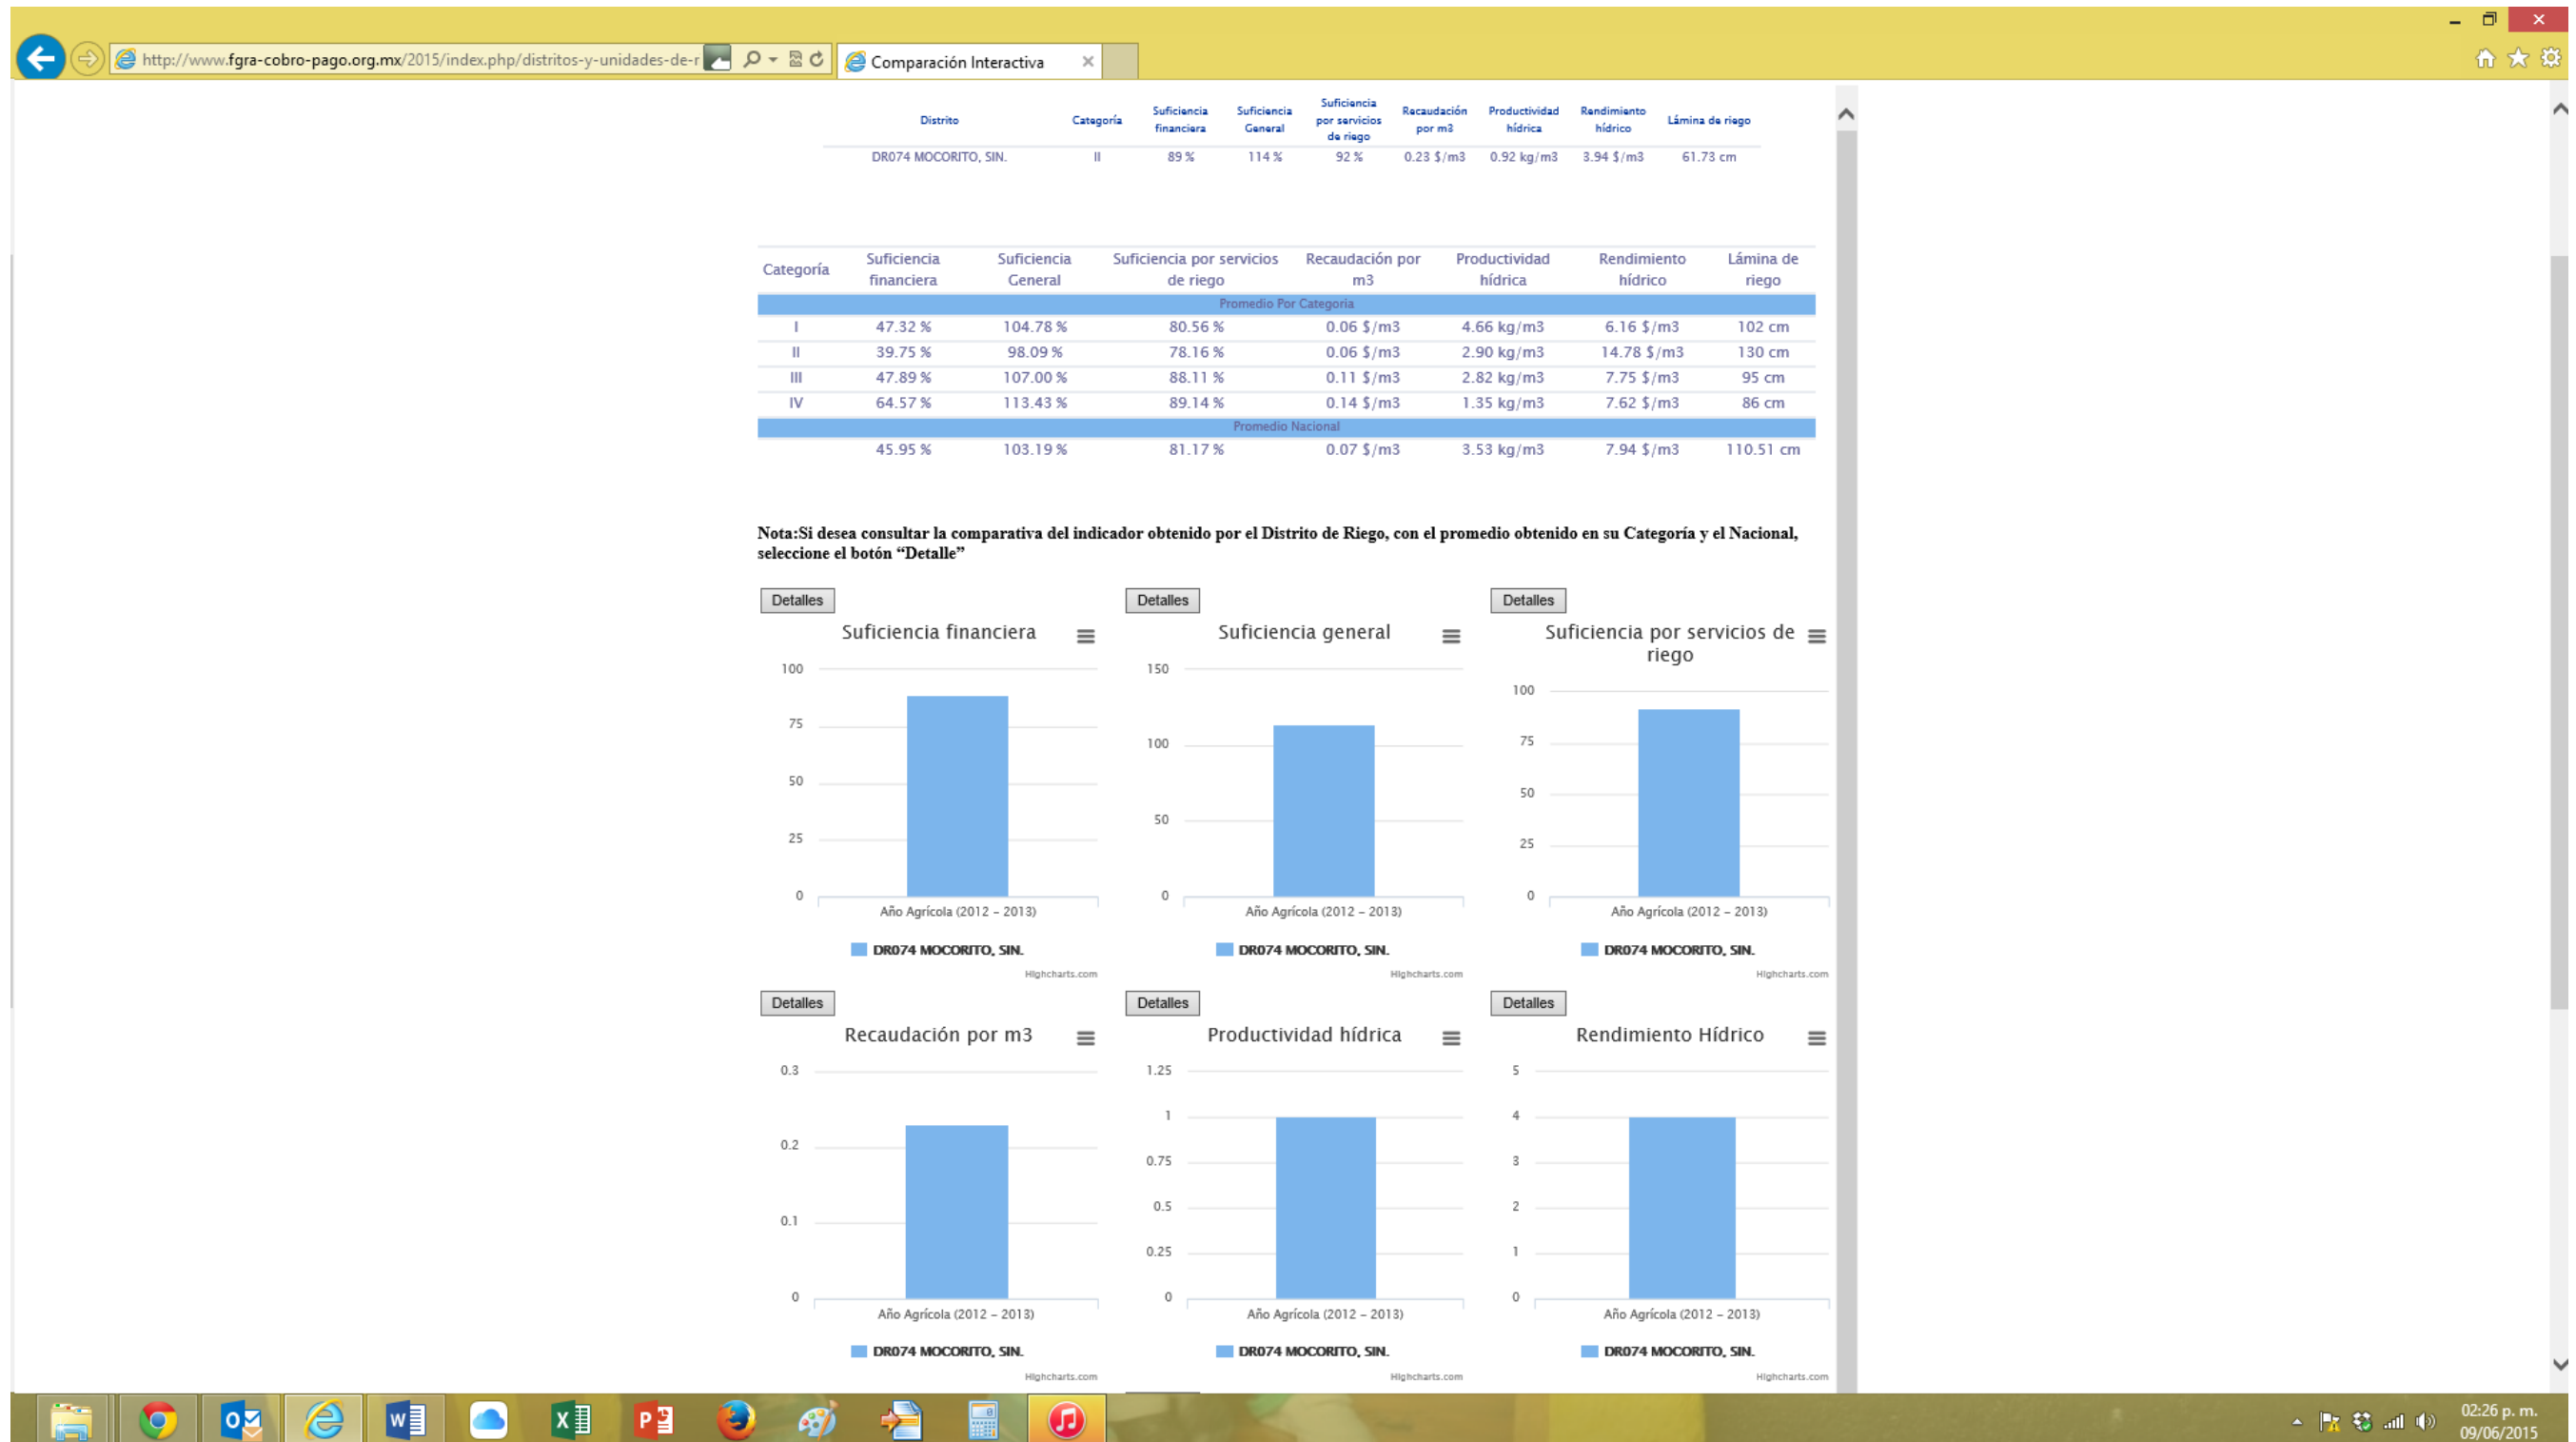 http://www.fgra-cobro-pago.org.mx/2015/index.php/distritos-y-unidades-de-r
Comparación Interactiva
Distrito Categoría Suficiencia financiera Suficiencia General Suficiencia por servicios de riego Recaudación por m3 Productividad hídrica Rendimiento hídrico Lámina de riego
DR074 MOCORITO, SIN. II 89 % 114 % 92 % 0.23 $/m3 0.92 kg/m3 3.94 $/m3 61.73 cm
Categoría Suficiencia financiera Suficiencia General Suficiencia por servicios de riego Recaudación por m3 Productividad hídrica Rendimiento hídrico Lámina de riego
Promedio Por Categoria
I 47.32 % 104.78 % 80.56 % 0.06 $/m3 4.66 kg/m3 6.16 $/m3 102 cm
II 39.75 % 98.09 % 78.16 % 0.06 $/m3 2.90 kg/m3 14.78 $/m3 130 cm
III 47.89 % 107.00 % 88.11 % 0.11 $/m3 2.82 kg/m3 7.75 $/m3 95 cm
IV 64.57 % 113.43 % 89.14 % 0.14 $/m3 1.35 kg/m3 7.62 $/m3 86 cm
Promedio Nacional
45.95 % 103.19 % 81.17 % 0.07 $/m3 3.53 kg/m3 7.94 $/m3 110.51 cm
Nota:Si desea consultar la comparativa del indicador obtenido por el Distrito de Riego, con el promedio obtenido en su Categoría y el Nacional,
seleccione el botón “Detalle”
Detalles
Suficiencia financiera
100
75
50
25
0
Año Agrícola (2012 – 2013)
DR074 MOCORITO, SIN.
Highcharts.com
Detalles
Suficiencia general
150
100
50
0
Año Agrícola (2012 – 2013)
DR074 MOCORITO, SIN.
Highcharts.com
Detalles
Suficiencia por servicios de
riego
100
75
50
25
0
Año Agrícola (2012 – 2013)
DR074 MOCORITO, SIN.
Highcharts.com
Detalles
Recaudación por m3
0.3
0.2
0.1
0
Año Agrícola (2012 – 2013)
DR074 MOCORITO, SIN.
Highcharts.com
Detalles
Productividad hídrica
1.25
1
0.75
0.5
0.25
0
Año Agrícola (2012 – 2013)
DR074 MOCORITO, SIN.
Highcharts.com
Detalles
Rendimiento Hídrico
5
4
3
2
1
0
Año Agrícola (2012 – 2013)
DR074 MOCORITO, SIN.
Highcharts.com
02:26 p. m.
09/06/2015